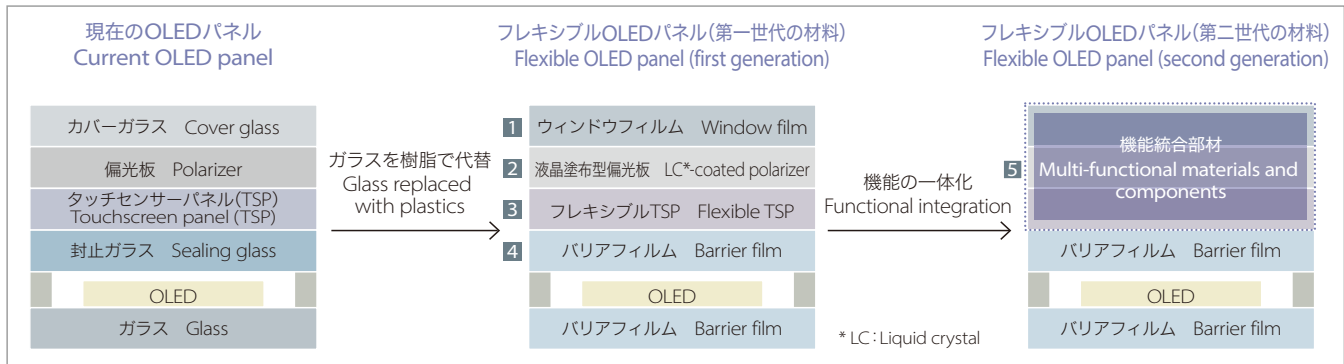 現在のOLEDパネル
Current OLED panel
カバーガラス Cover glass
偏光板 Polarizer
タッチセンサーパネル(TSP)
Touchscreen panel (TSP)
封止ガラス Sealing glass
OLED
ガラス Glass
ガラスを樹脂で代替
Glass replaced
with plastics
フレキシブルOLEDパネル(第一世代の材料)
Flexible OLED panel (first generation)
1 ウィンドウフィルム Window film
2 液晶塗布型偏光板 LC*-coated polarizer
3 フレキシブルTSP Flexible TSP
4 バリアフィルム Barrier film
OLED
バリアフィルム Barrier film
機能の一体化
Functional integration
* LC：Liquid crystal
フレキシブルOLEDパネル(第二世代の材料)
Flexible OLED panel (second generation)
5 機能統合部材
Multi-functional materials and
components
バリアフィルム Barrier film
OLED
バリアフィルム Barrier film